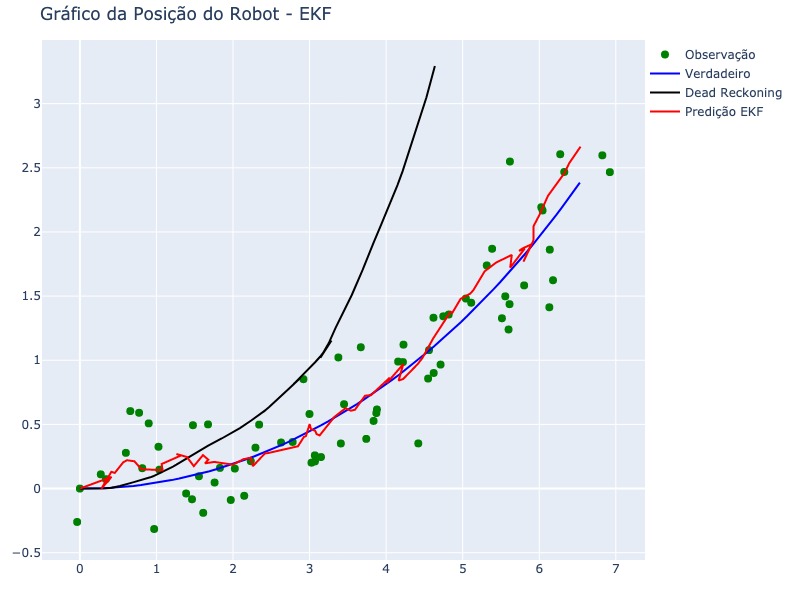 Gráfico da Posição do Robot - EKF
Observação
Verdadeiro
Dead Reckoning
Predição EKF
3
2.5
2
1.5
1
0.5
0
−0.5
0 1 2 3 4 5 6 7